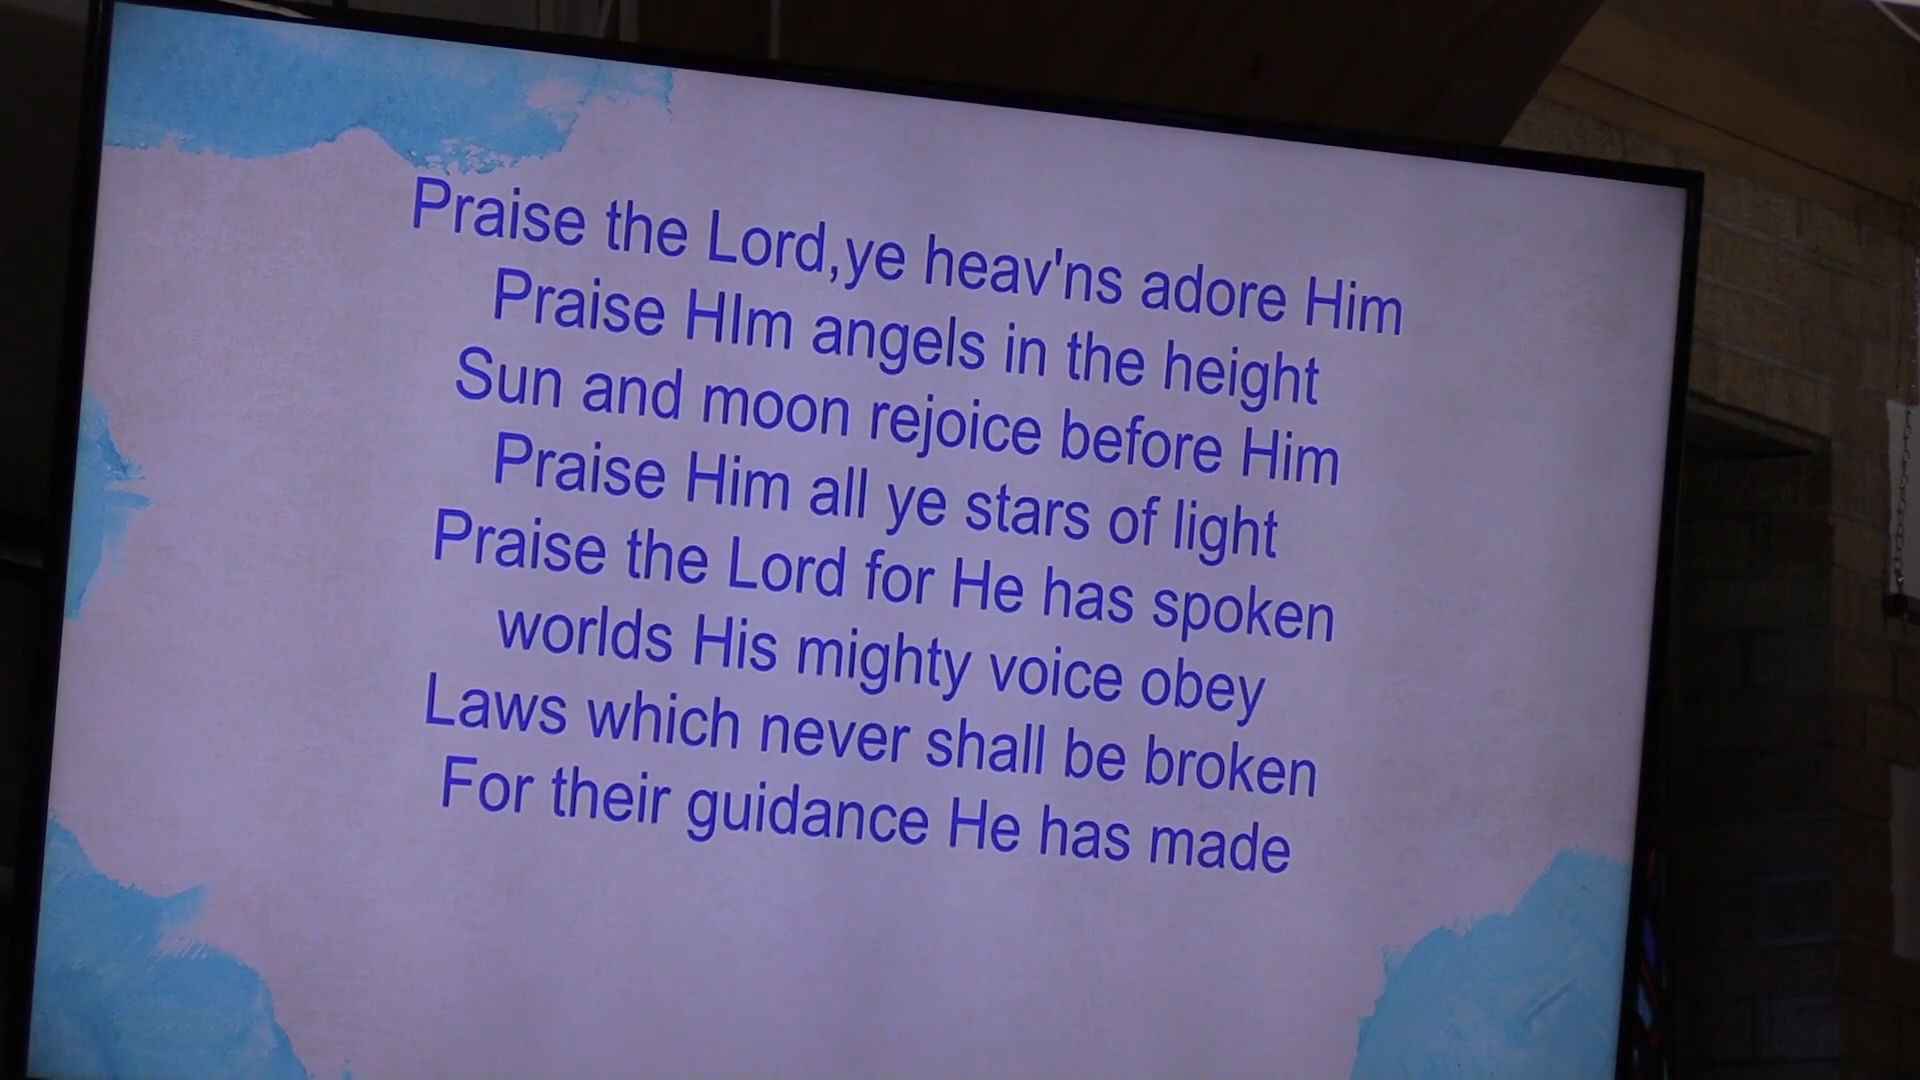 Praise the Lord,ye heav'ns adore Him
Praise HIm angels in the height
Sun and moon rejoice before Him
Praise Him all ye stars of light
Praise the Lord for He has spoken
worlds His mighty voice obey
Laws which never shall be broken
For their guidance He has made